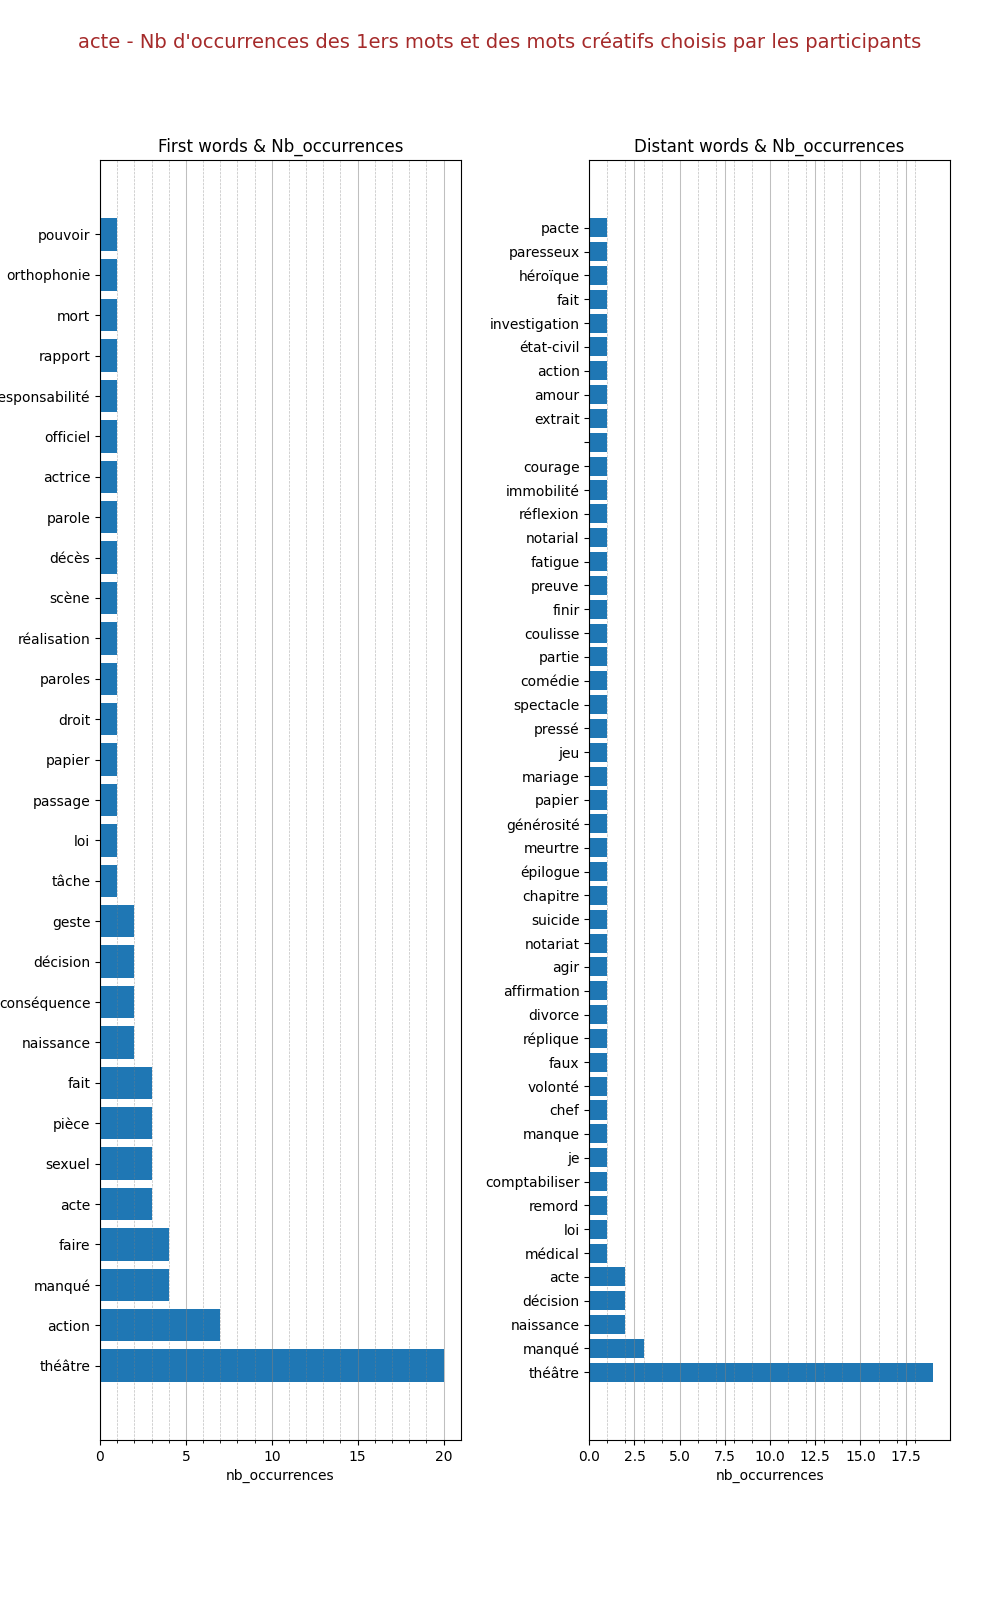 acte - Nb d'occurrences des 1ers mots et des mots créatifs choisis par les participants
First words & Nb_occurrences
pouvoir
orthophonie
mort
rapport
esponsabilité
officiel
actrice
parole
décès
scène
réalisation
paroles
droit
papier
passage
loi
tâche
geste
décision
conséquence
naissance
fait
pièce
sexuel
acte
faire
manqué
action
théâtre
0 5 10 15 20
nb_occurrences
Distant words & Nb_occurrences
pacte
paresseux
héroïque
fait
investigation
état-civil
action
amour
extrait
courage
immobilité
réflexion
notarial
fatigue
preuve
finir
coulisse
partie
comédie
spectacle
pressé
jeu
mariage
papier
générosité
meurtre
épilogue
chapitre
suicide
notariat
agir
affirmation
divorce
réplique
faux
volonté
chef
manque
je
comptabiliser
remord
loi
médical
acte
décision
naissance
manqué
théâtre
0.0 2.5 5.0 7.5 10.0 12.5 15.0 17.5
nb_occurrences